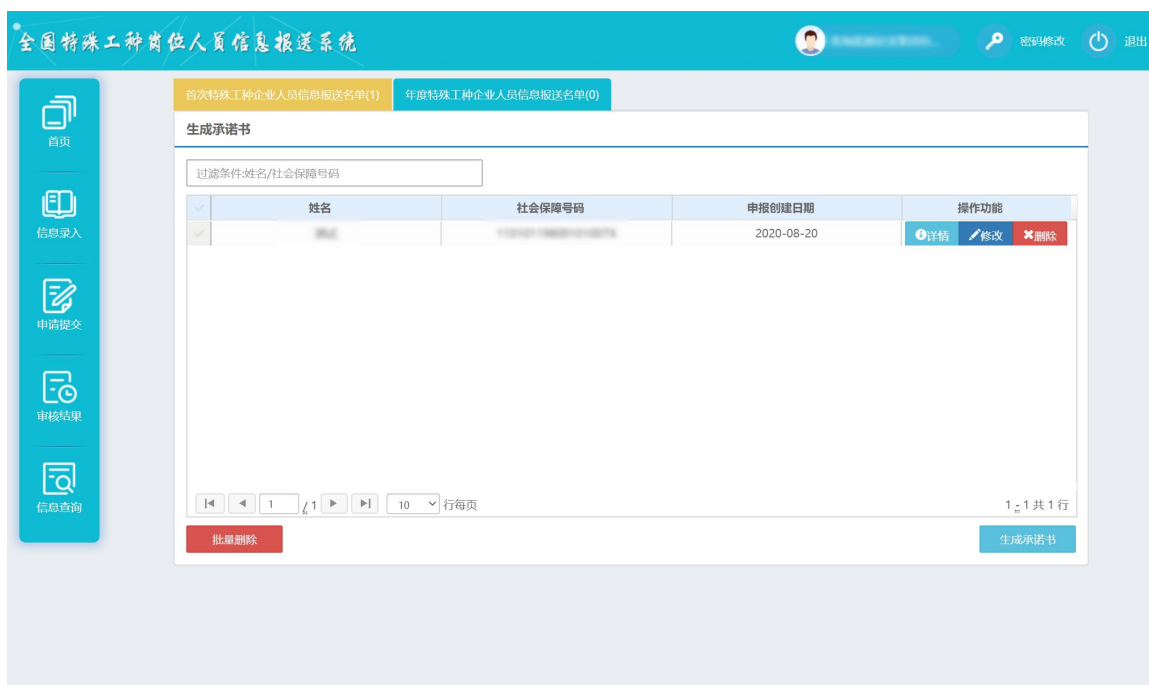 全国特殊工种岗位人员信息报送系统
密码修改
退出
首页
信息录入
申请提交
审核结果
信息查询
首次特殊工种企业人员信息报送名单(1) 年度特殊工种企业人员信息报送名单(0)
生成承诺书
过滤条件:姓名/社会保障号码
姓名 社会保障号码 申报创建日期 操作功能
2020-08-20 详情 修改 删除
1 / 1 10 行每页 1 - 1 共 1 行
批量删除 生成承诺书